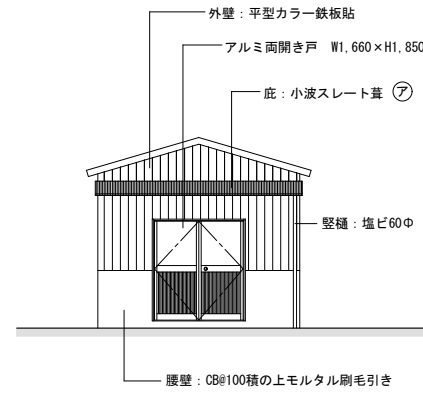 外壁：平型カラー鉄板貼
アルミ両開き戸 W1,660×H1,850
庇：小波スレート葺 ㋐
竪樋：塩ビ60Φ
腰壁：CB@100積の上モルタル刷毛引き